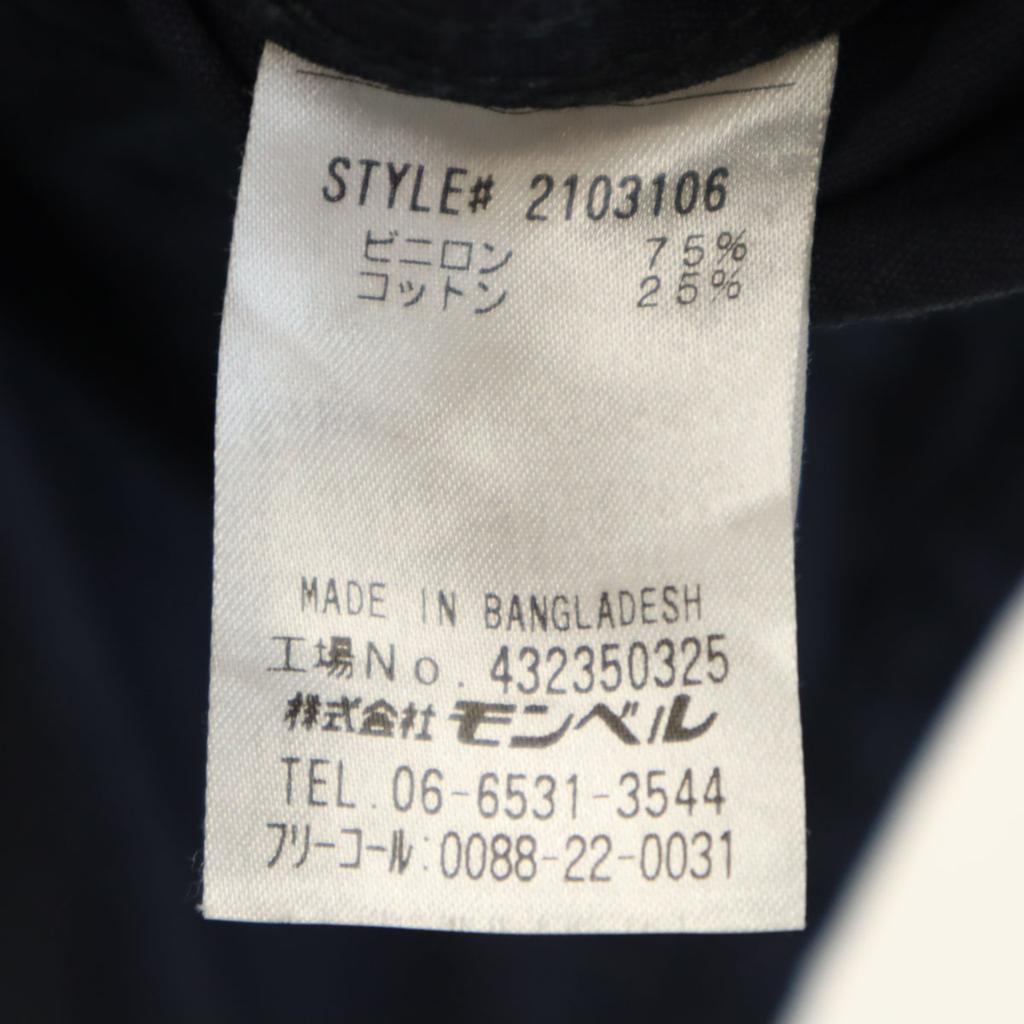 STYLE# 2103106
ビニロン 75%
コットン 25%
MADE IN BANGLADESH
工場No. 432350325
株式会社モンベル
TEL.06-6531-3544
フリーコール:0088-22-0031